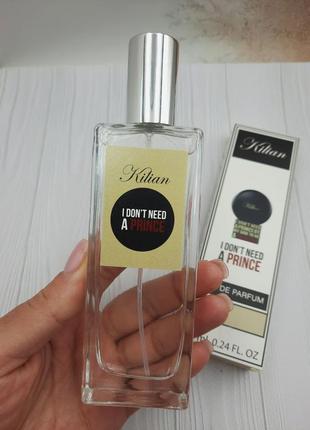 Kilian
I DON'T NEED
A PRINCE
Kilian
I DON'T NEED
A PRINCE
DE PARFUM
0.24 FL. OZ